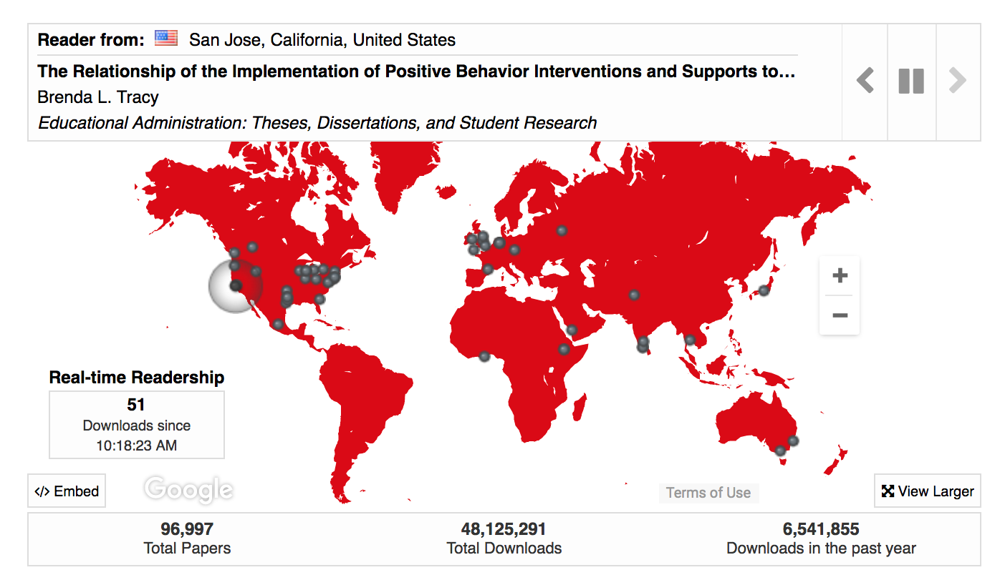 Reader from: San Jose, California, United States
The Relationship of the Implementation of Positive Behavior Interventions and Supports to...
Brenda L. Tracy
Educational Administration: Theses, Dissertations, and Student Research
Real-time Readership
51
Downloads since
10:18:23 AM
</> Embed
Google
Terms of Use
View Larger
96,997
Total Papers
48,125,291
Total Downloads
6,541,855
Downloads in the past year